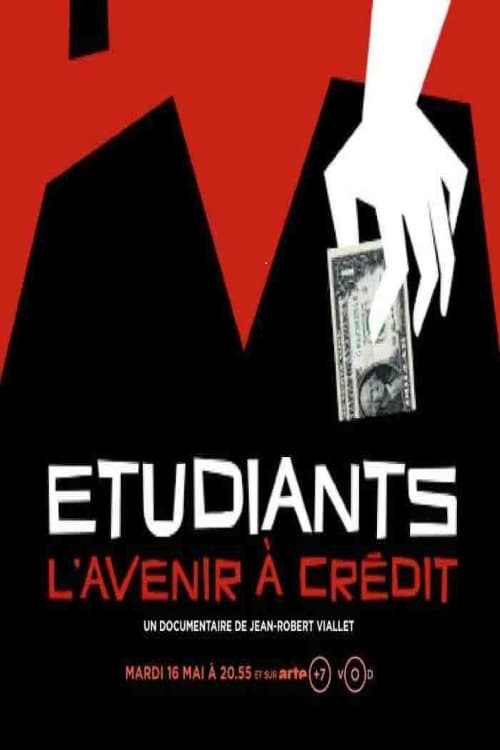 ETUDIANTS
L'AVENIR À CRÉDIT
UN DOCUMENTAIRE DE JEAN-ROBERT VIALLET
MARDI 16 MAI À 20.55 ET SUR arte +7 VOD